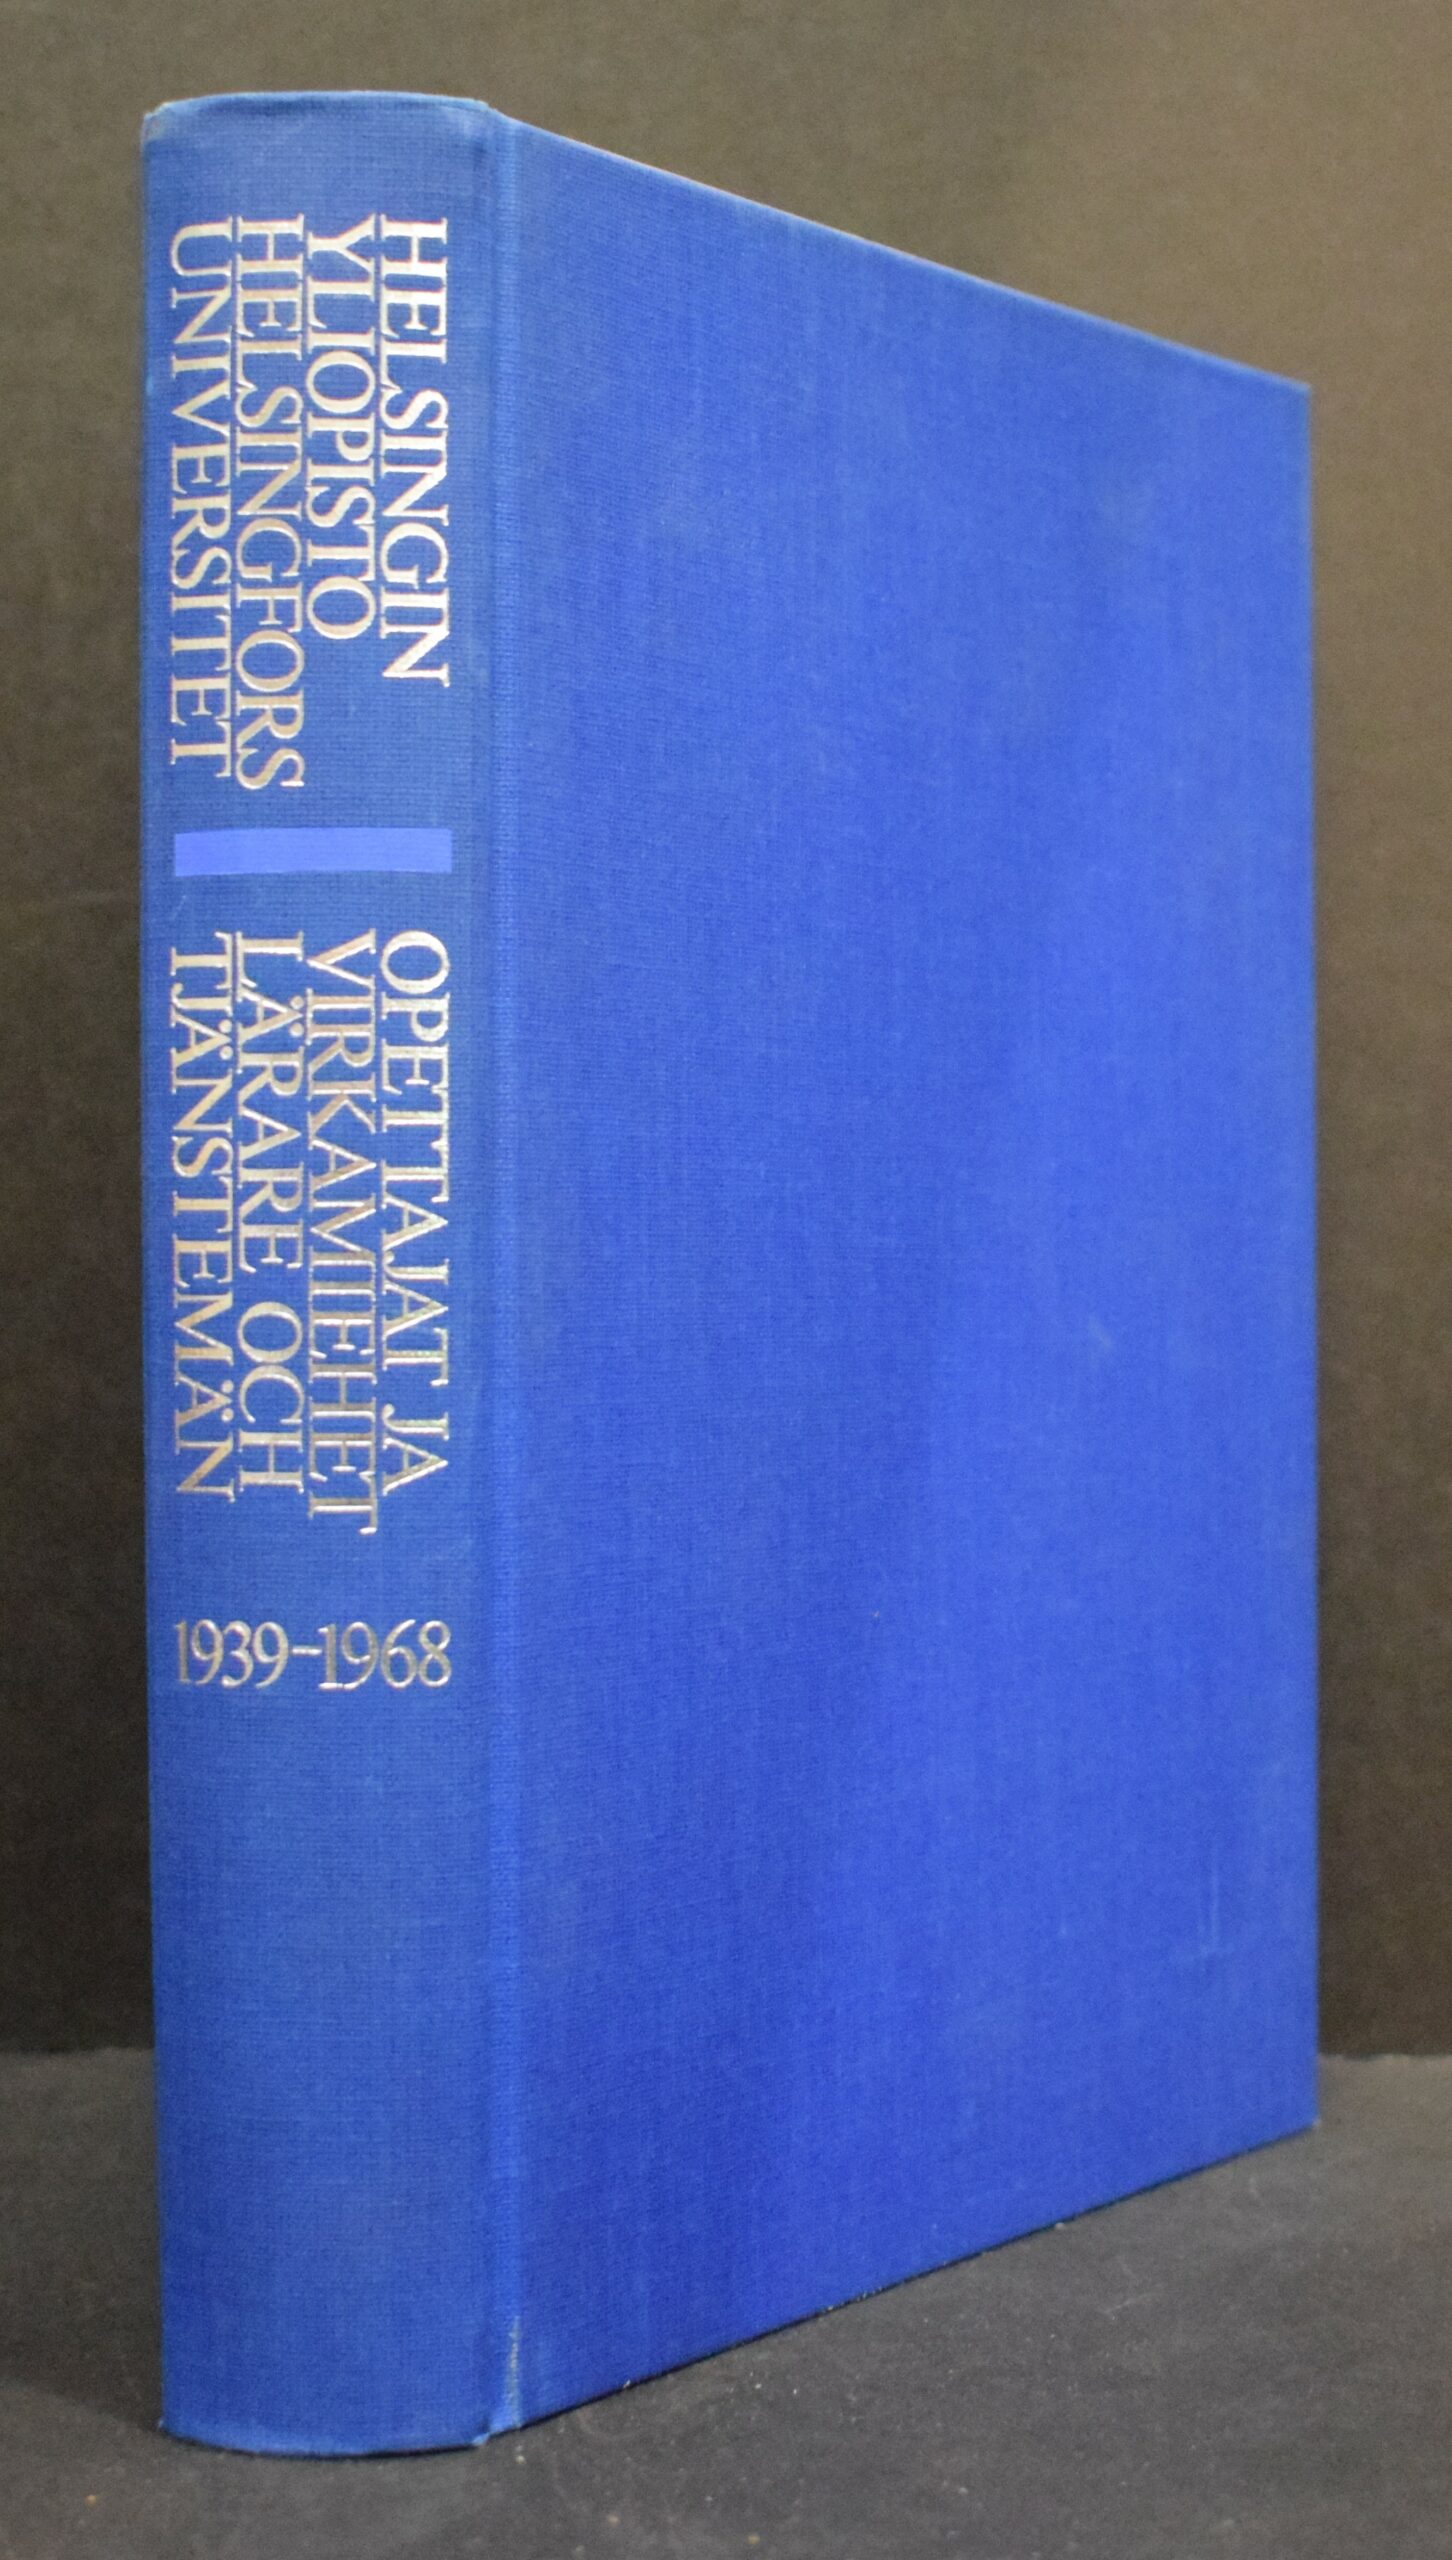 HELSINGIN
YLIOPISTO
HELSINGFORS
UNIVERSITET
OPETTAJAT JA
VIRKAMIEHET
LÄRARE OCH
TJÄNSTEMÄN
1939–1968